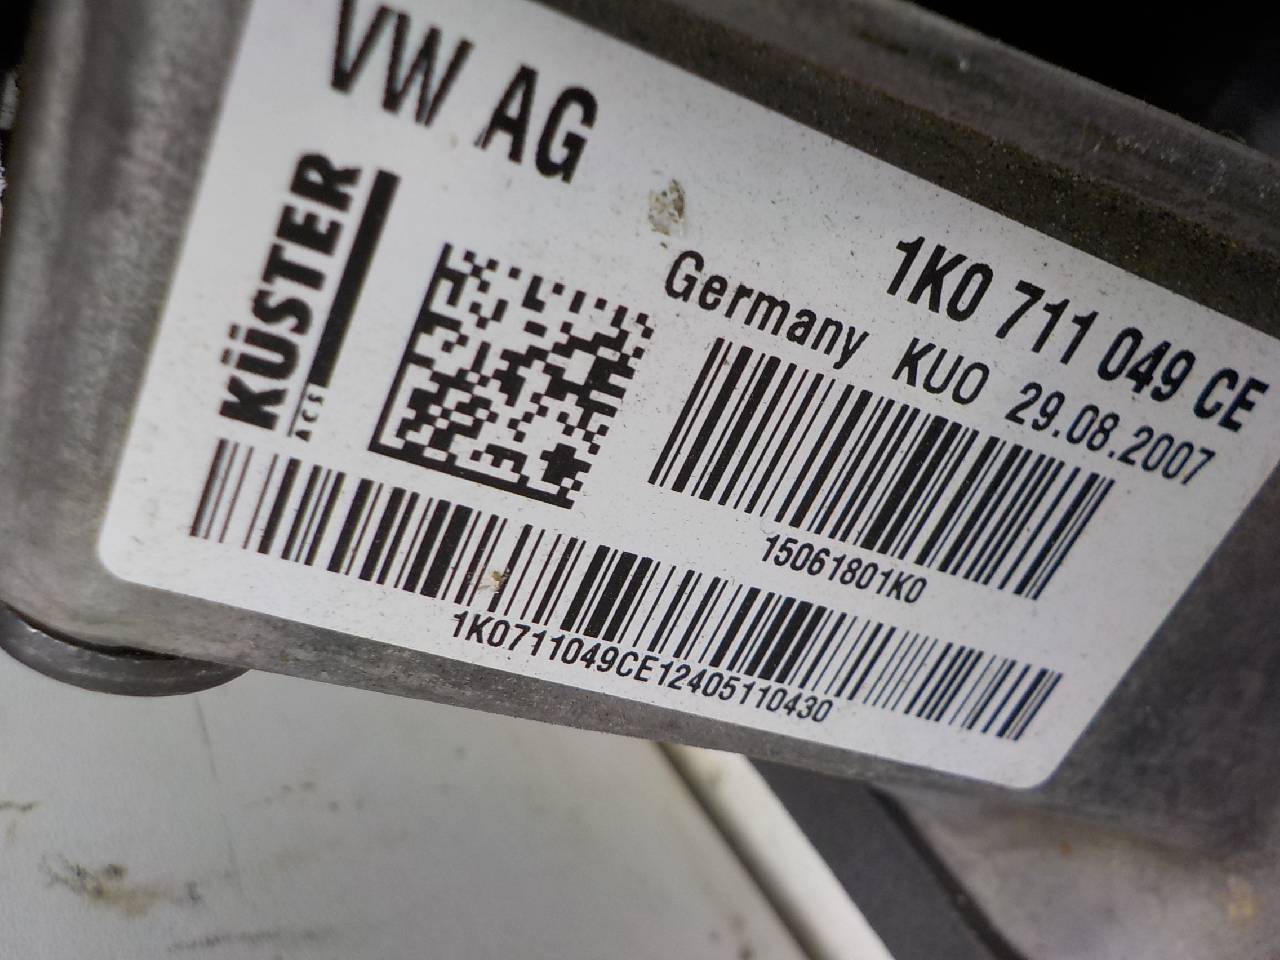 VW AG
1K0 711 049 CE
Germany KUO 29.08.2007
KÜSTER
ACS
15061801K0
1K0711049CE12405110430